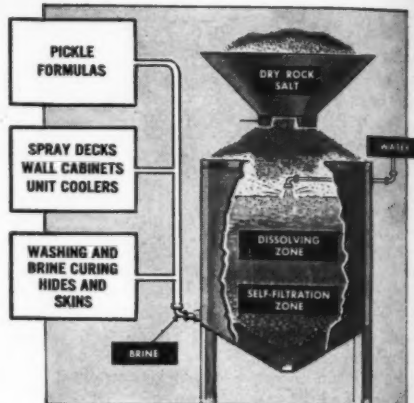 PICKLE
FORMULAS
SPRAY DECKS
WALL CABINETS
UNIT COOLERS
WASHING AND
BRINE CURING
HIDES AND
SKINS
DRY ROCK
SALT
WATER
DISSOLVING
ZONE
SELF-FILTRATION
ZONE
BRINE